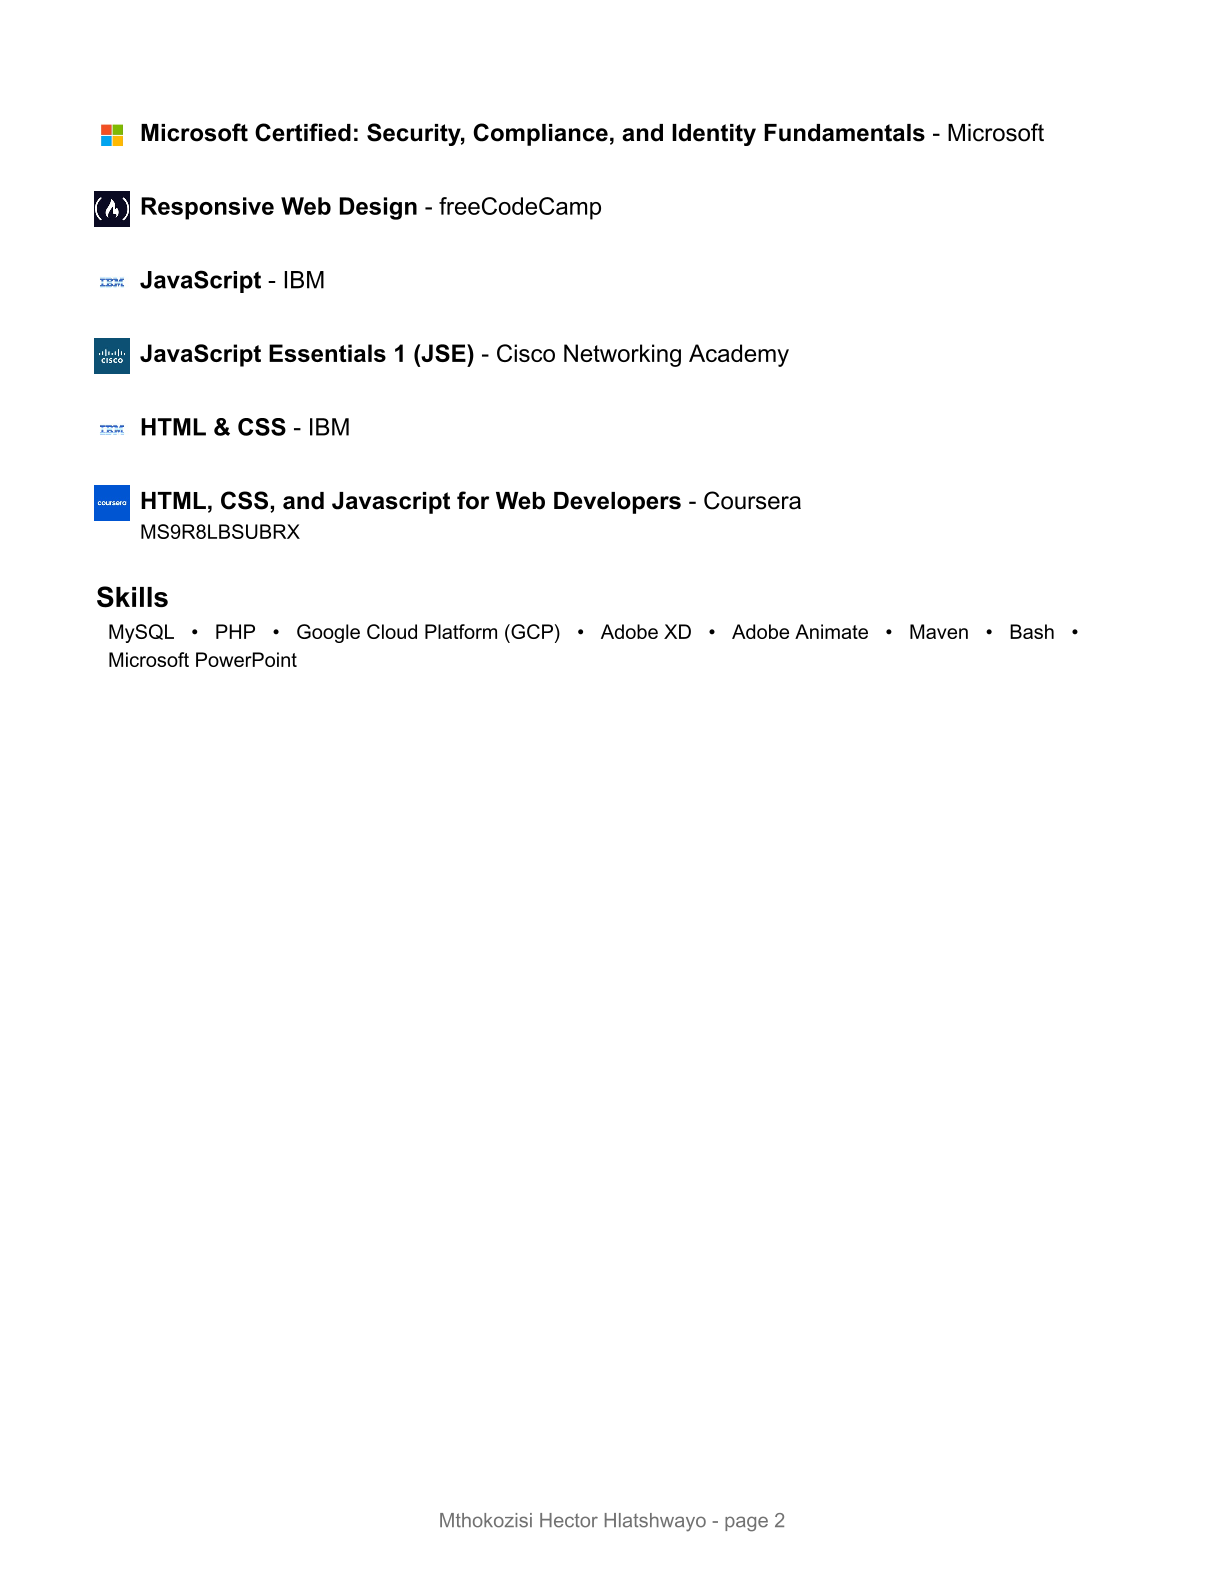 Microsoft Certified: Security, Compliance, and Identity Fundamentals - Microsoft
Responsive Web Design - freeCodeCamp
IBM JavaScript - IBM
CISCO JavaScript Essentials 1 (JSE) - Cisco Networking Academy
IBM HTML & CSS - IBM
coursera HTML, CSS, and Javascript for Web Developers - Coursera
MS9R8LBSUBRX
Skills
MySQL • PHP • Google Cloud Platform (GCP) • Adobe XD • Adobe Animate • Maven • Bash •
Microsoft PowerPoint
Mthokozisi Hector Hlatshwayo - page 2